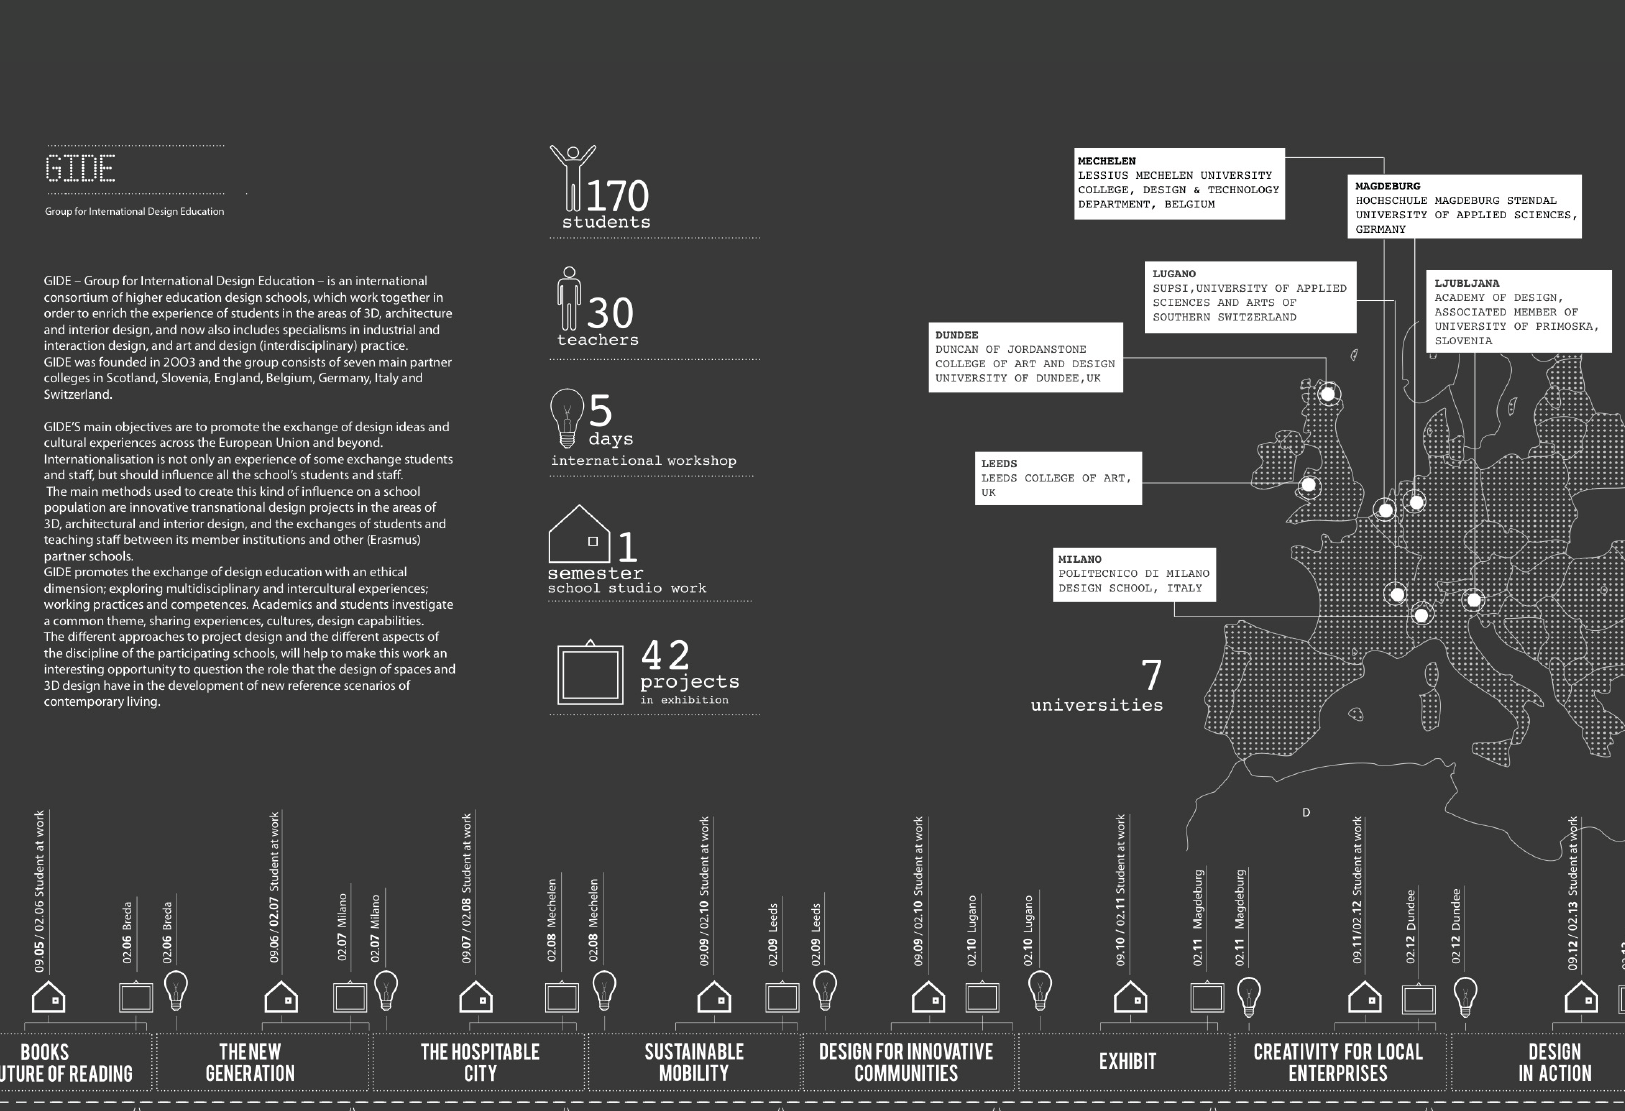 GIDE
Group for International Design Education
GIDE – Group for International Design Education – is an international
consortium of higher education design schools, which work together in
order to enrich the experience of students in the areas of 3D, architecture
and interior design, and now also includes specialisms in industrial and
interaction design, and art and design (interdisciplinary) practice.
GIDE was founded in 2003 and the group consists of seven main partner
colleges in Scotland, Slovenia, England, Belgium, Germany, Italy and
Switzerland.
GIDE'S main objectives are to promote the exchange of design ideas and
cultural experiences across the European Union and beyond.
Internationalisation is not only an experience of some exchange students
and staff, but should influence all the school's students and staff.
The main methods used to create this kind of influence on a school
population are innovative transnational design projects in the areas of
3D, architectural and interior design, and the exchanges of students and
teaching staff between its member institutions and other (Erasmus)
partner schools.
GIDE promotes the exchange of design education with an ethical
dimension; exploring multidisciplinary and intercultural experiences;
working practices and competences. Academics and students investigate
a common theme, sharing experiences, cultures, design capabilities.
The different approaches to project design and the different aspects of
the discipline of the participating schools, will help to make this work an
interesting opportunity to question the role that the design of spaces and
3D design have in the development of new reference scenarios of
contemporary living.
170
students
30
teachers
5
days
international workshop
1
semester
school studio work
42
projects
in exhibition
MECHELEN
LESSIUS MECHELEN UNIVERSITY
COLLEGE, DESIGN & TECHNOLOGY
DEPARTMENT, BELGIUM
MAGDEBURG
HOCHSCHULE MAGDEBURG STENDAL
UNIVERSITY OF APPLIED SCIENCES,
GERMANY
LUGANO
SUPSI,UNIVERSITY OF APPLIED
SCIENCES AND ARTS OF
SOUTHERN SWITZERLAND
LJUBLJANA
ACADEMY OF DESIGN,
ASSOCIATED MEMBER OF
UNIVERSITY OF PRIMOSKA,
SLOVENIA
DUNDEE
DUNCAN OF JORDANSTONE
COLLEGE OF ART AND DESIGN
UNIVERSITY OF DUNDEE,UK
LEEDS
LEEDS COLLEGE OF ART,
UK
MILANO
POLITECNICO DI MILANO
DESIGN SCHOOL, ITALY
7
universities
D
09.05 / 02.06 Student at work
02.06 Breda
02.06 Breda
09.06 / 02.07 Student at work
02.07 Milano
02.07 Milano
09.07 / 02.08 Student at work
02.08 Mechelen
02.08 Mechelen
09.09 / 02.10 Student at work
02.09 Leeds
02.09 Leeds
09.09 / 02.10 Student at work
02.10 Lugano
02.10 Lugano
09.10 / 02.11 Student at work
02.11 Magdeburg
02.11 Magdeburg
09.11/02.12 Student at work
02.12 Dundee
02 12 Dundee
09.12 / 02.13 Student at work
BOOKS
UTURE OF READING
THE NEW
GENERATION
THE HOSPITABLE
CITY
SUSTAINABLE
MOBILITY
DESIGN FOR INNOVATIVE
COMMUNITIES
EXHIBIT
CREATIVITY FOR LOCAL
ENTERPRISES
DESIGN
IN ACTION